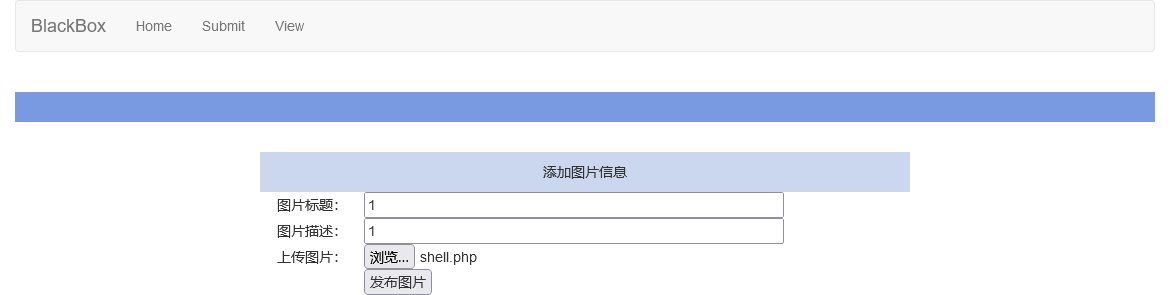 BlackBox Home Submit View
添加图片信息
图片标题： 1
图片描述： 1
上传图片： 浏览... shell.php
发布图片